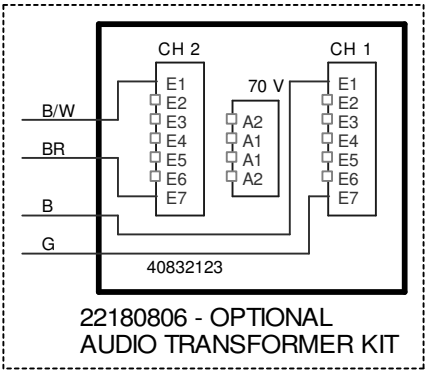 CH 2
CH 1
70 V
E1
E2
E3
E4
E5
E6
E7
A2
A1
A1
A2
E1
E2
E3
E4
E5
E6
E7
B/W
BR
B
G
40832123
22180806 - OPTIONAL
AUDIO TRANSFORMER KIT